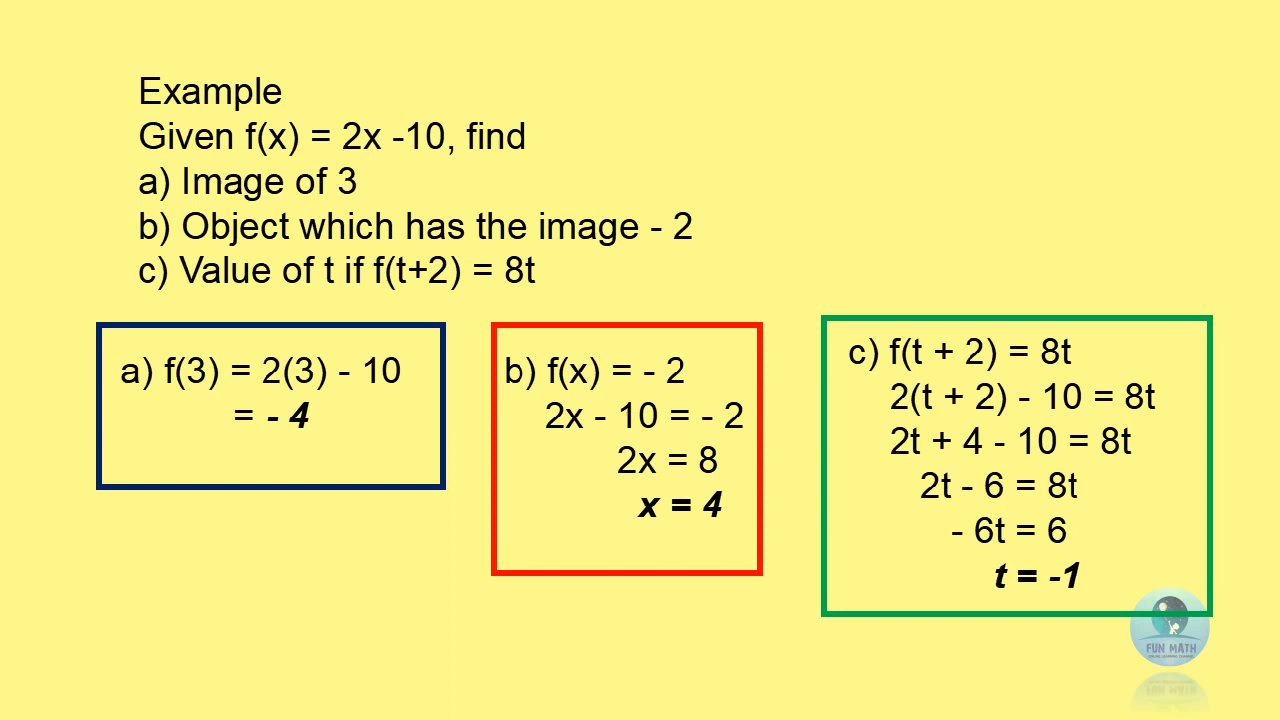 Example
Given f(x) = 2x -10, find
a) Image of 3
b) Object which has the image - 2
c) Value of t if f(t+2) = 8t
a) f(3) = 2(3) - 10
= - 4
b) f(x) = - 2
2x - 10 = - 2
2x = 8
x = 4
c) f(t + 2) = 8t
2(t + 2) - 10 = 8t
2t + 4 - 10 = 8t
2t - 6 = 8t
- 6t = 6
t = -1
FUN MATH